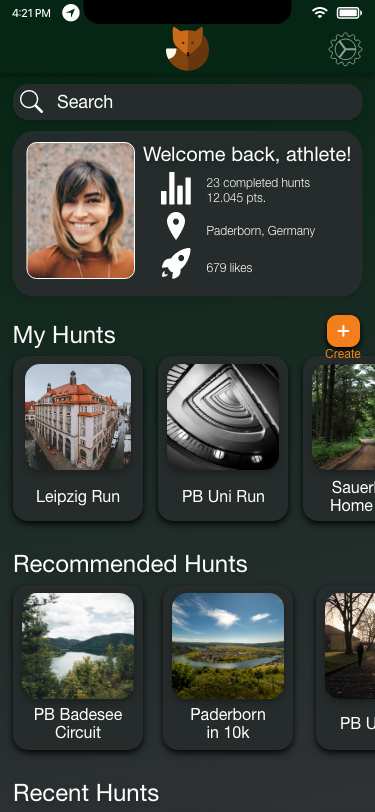 4:21 PM
Search
Welcome back, athlete!
23 completed hunts
12.045 pts.
Paderborn, Germany
679 likes
My Hunts
Create
Leipzig Run
PB Uni Run
Home
Recommended Hunts
PB Badesee
Circuit
Paderborn
in 10k
PB U
Recent Hunts